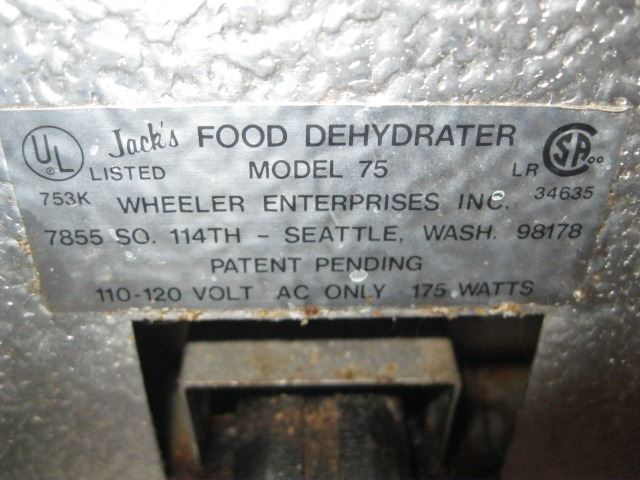 UL® LISTED Jack's FOOD DEHYDRATER
MODEL 75 LR SA
753K WHEELER ENTERPRISES INC. 34635
7855 SO. 114TH - SEATTLE, WASH. 98178
PATENT PENDING
110-120 VOLT AC ONLY 175 WATTS